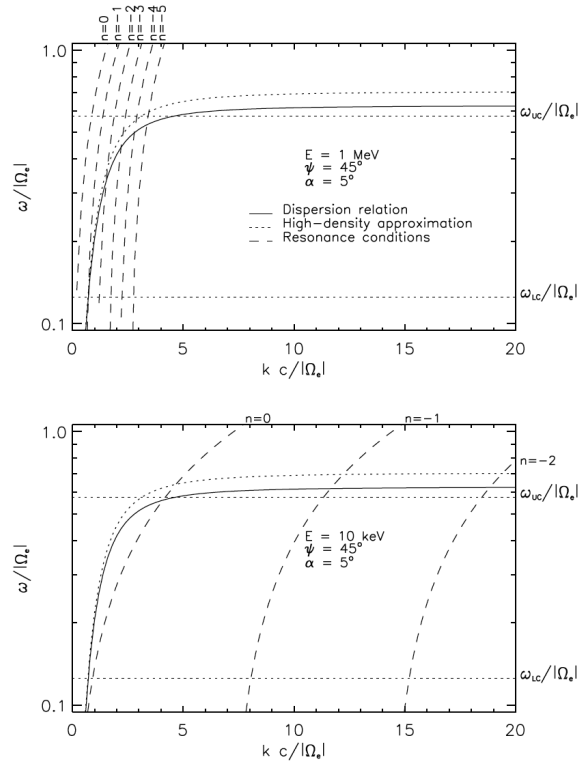 n=0
n=-1
n=-2
n=-3
n=-4
n=-5
1.0
ω/|Ωe|
0.1
ωUC/|Ωe|
E = 1 MeV
ψ = 45°
α = 5°
Dispersion relation
High-density approximation
Resonance conditions
ωLC/|Ωe|
0 5 10 15 20
k c/|Ωe|
n=0 n=-1
1.0
n=-2
ω/|Ωe|
ωUC/|Ωe|
E = 10 keV
ψ = 45°
α = 5°
ωLC/|Ωe|
0.1
0 5 10 15 20
k c/|Ωe|